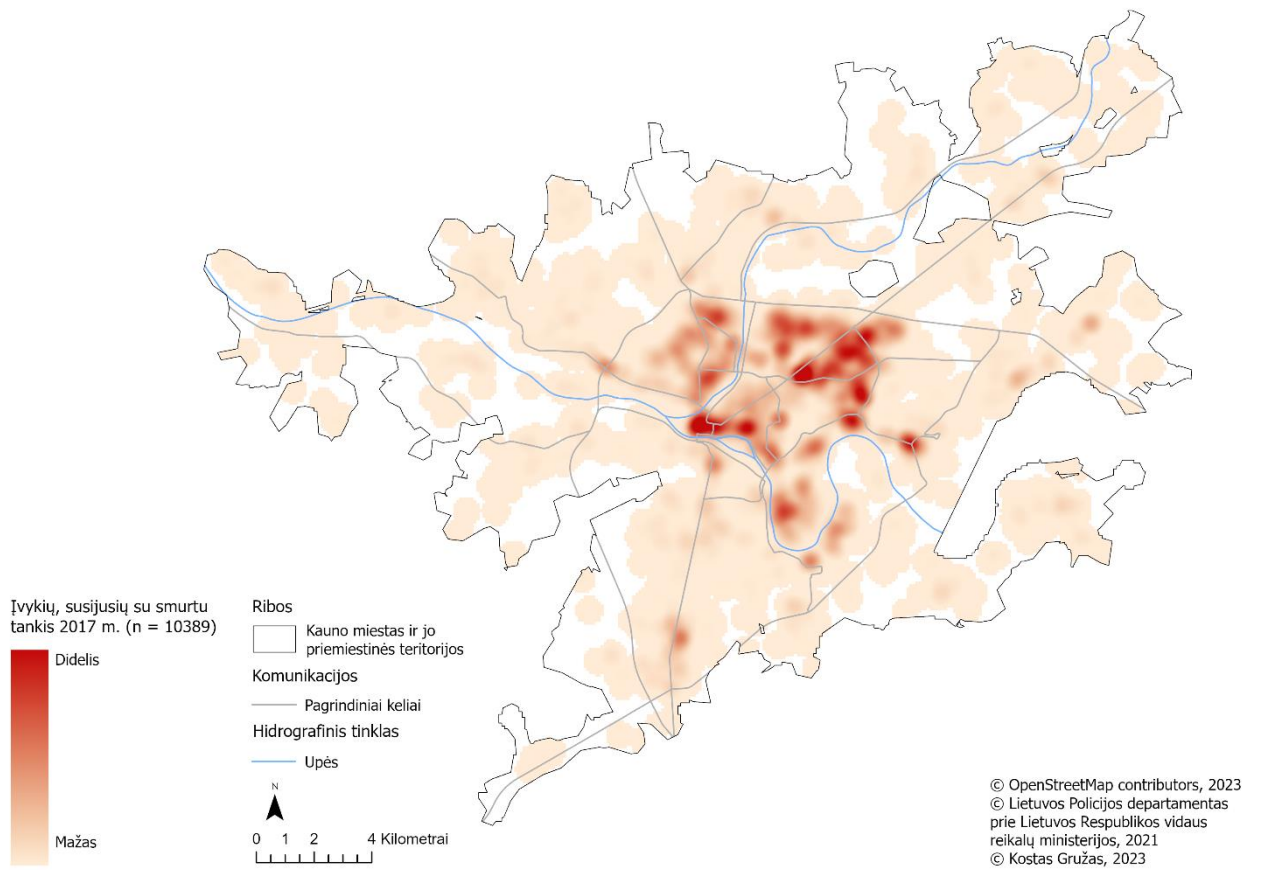 Įvykių, susijusių su smurtu
tankis 2017 m. (n = 10389)
Didelis
Mažas
Ribos
Kauno miestas ir jo
priemiestinės teritorijos
Komunikacijos
Pagrindiniai keliai
Hidrografinis tinklas
Upės
N
0 1 2 4 Kilometrai
© OpenStreetMap contributors, 2023
© Lietuvos Policijos departamentas
prie Lietuvos Respublikos vidaus
reikalų ministerijos, 2021
© Kostas Gružas, 2023